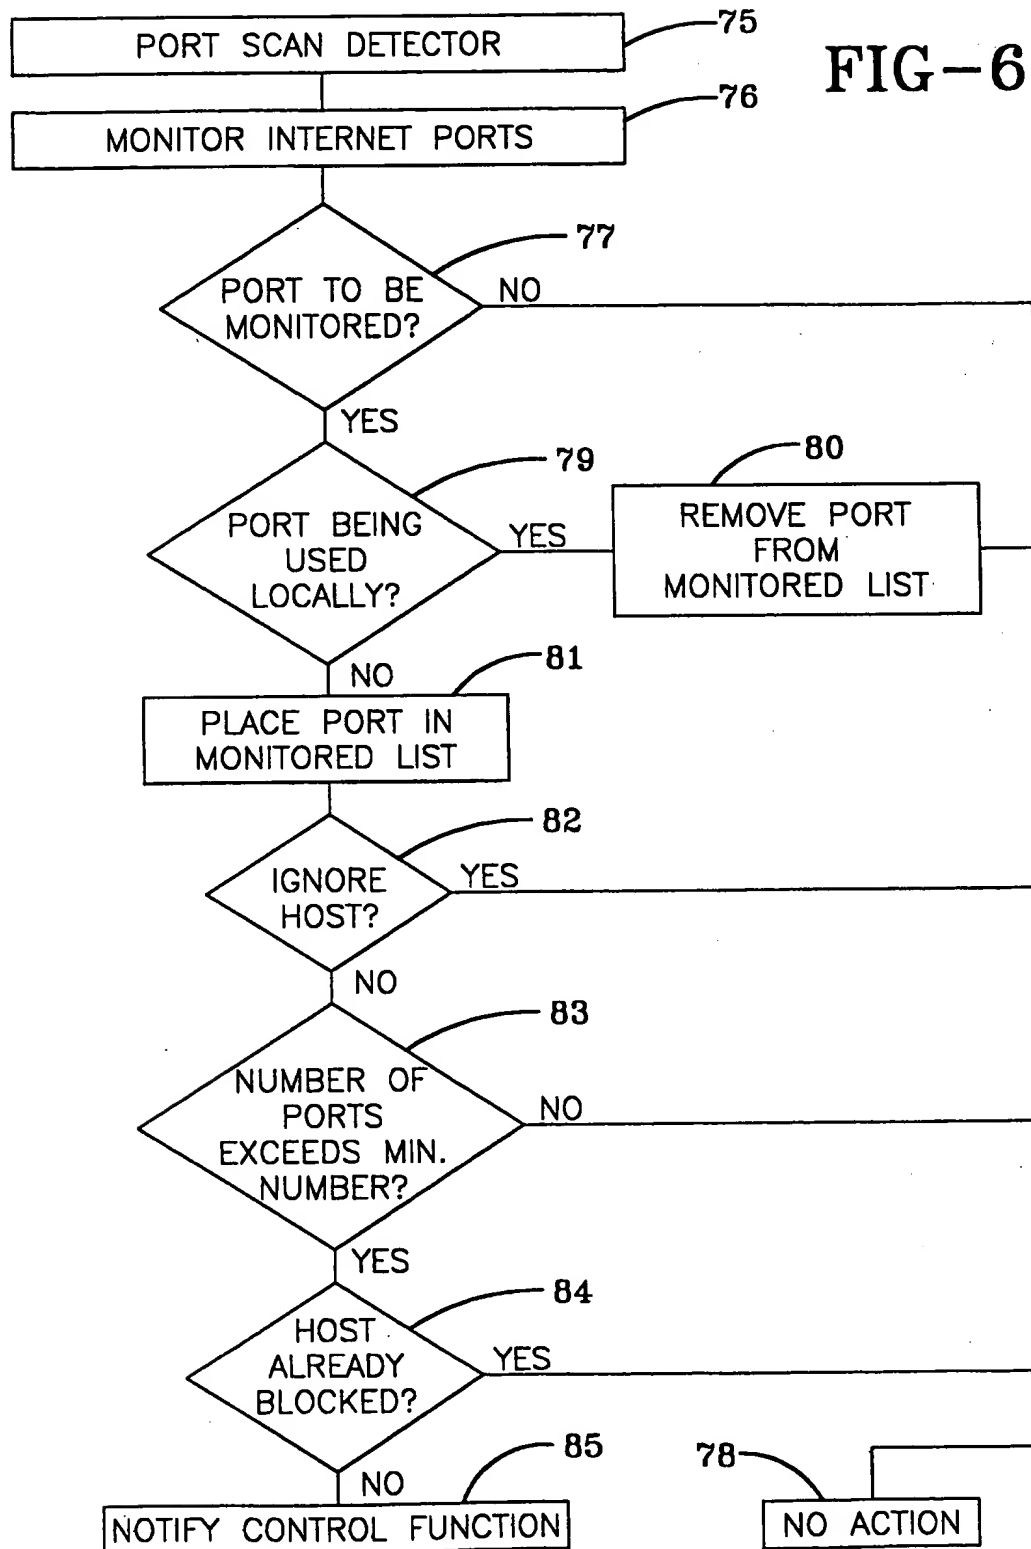 PORT SCAN DETECTOR
75
FIG-6
MONITOR INTERNET PORTS
76
77
PORT TO BE
MONITORED?
NO
YES
79
PORT BEING
USED
LOCALLY?
YES
80
REMOVE PORT
FROM
MONITORED LIST
NO
81
PLACE PORT IN
MONITORED LIST
82
IGNORE
HOST?
YES
NO
83
NUMBER OF
PORTS
EXCEEDS MIN.
NUMBER?
NO
YES
84
HOST
ALREADY
BLOCKED?
YES
NO
85
NOTIFY CONTROL FUNCTION
78
NO ACTION